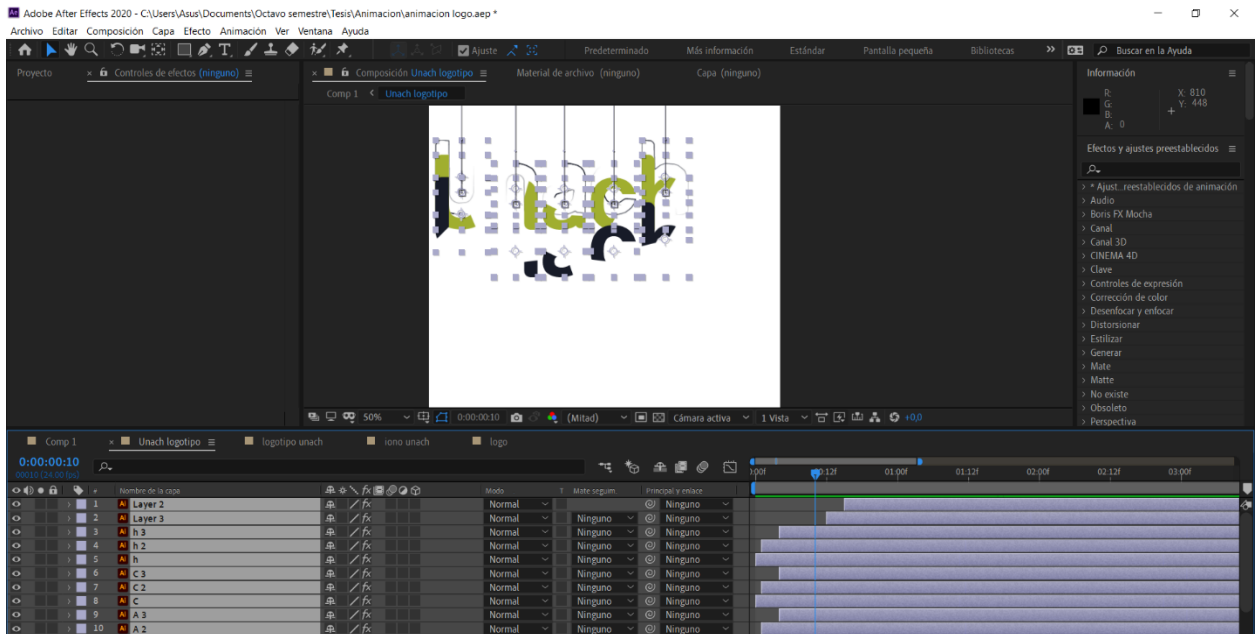 Adobe After Effects 2020 - C:\Users\Asus\Documents\Octavo semestre\Tesis\Animacion\animacion logo.aep *
Archivo Editar Composición Capa Efecto Animación Ver Ventana Ayuda
Ajuste Predeterminado Más información Estándar Pantalla pequeña Bibliotecas Buscar en la Ayuda
Proyecto Controles de efectos (ninguno) Composición Unach logotipo Material de archivo (ninguno) Capa (ninguno) Información
Comp 1 Unach logotipo
R: X: 810
G: Y: 448
B:
A: 0
Efectos y ajustes preestablecidos
> * Ajust...reestablecidos de animación
> Audio
> Boris FX Mocha
> Canal
> Canal 3D
> CINEMA 4D
> Clave
> Controles de expresión
> Corrección de color
> Desenfocar y enfocar
> Distorsionar
> Estilizar
> Generar
> Mate
> Matte
> No existe
> Obsoleto
> Perspectiva
50% 0:00:00:10 (Mitad) Cámara activa 1 Vista +0,0
Comp 1 Unach logotipo logotipo unach iono unach logo
0:00:00:10
00010 (24.00 fps)
01:00f 01:12f 02:00f 02:12f 03:00f
# Nombre de la capa Modo T Mate seguim. Principal y enlace
1 Layer 2 Normal Ninguno
2 Layer 3 Normal Ninguno Ninguno
3 h 3 Normal Ninguno Ninguno
4 h 2 Normal Ninguno Ninguno
5 h Normal Ninguno Ninguno
6 C 3 Normal Ninguno Ninguno
7 C 2 Normal Ninguno Ninguno
8 C Normal Ninguno Ninguno
9 A 3 Normal Ninguno Ninguno
10 A 2 Normal Ninguno Ninguno